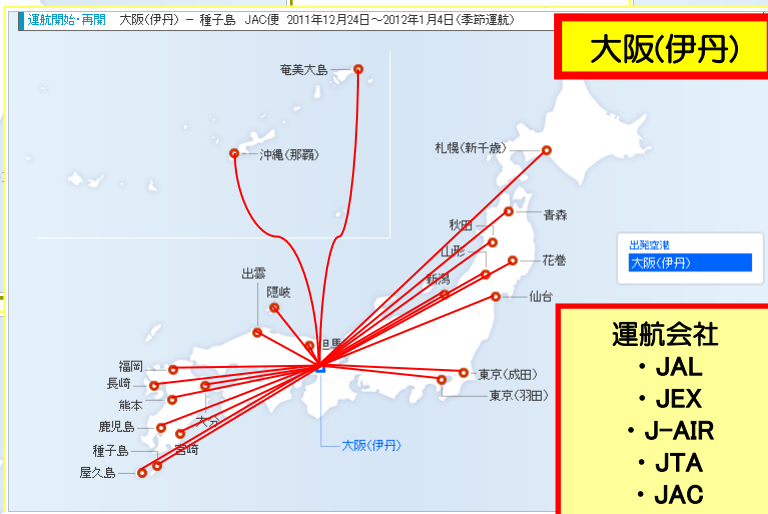 運航開始・再開 大阪(伊丹) － 種子島 JAC便 2011年12月24日～2012年1月4日(季節運航)
大阪(伊丹)
奄美大島
沖縄(那覇)
札幌(新千歳)
青森
秋田
山形
花巻
新潟
仙台
出発空港
大阪(伊丹)
出雲
隠岐
但馬
福岡
長崎
熊本
大分
鹿児島
宮崎
種子島
屋久島
東京(成田)
東京(羽田)
大阪(伊丹)
運航会社
・JAL
・JEX
・J-AIR
・JTA
・JAC